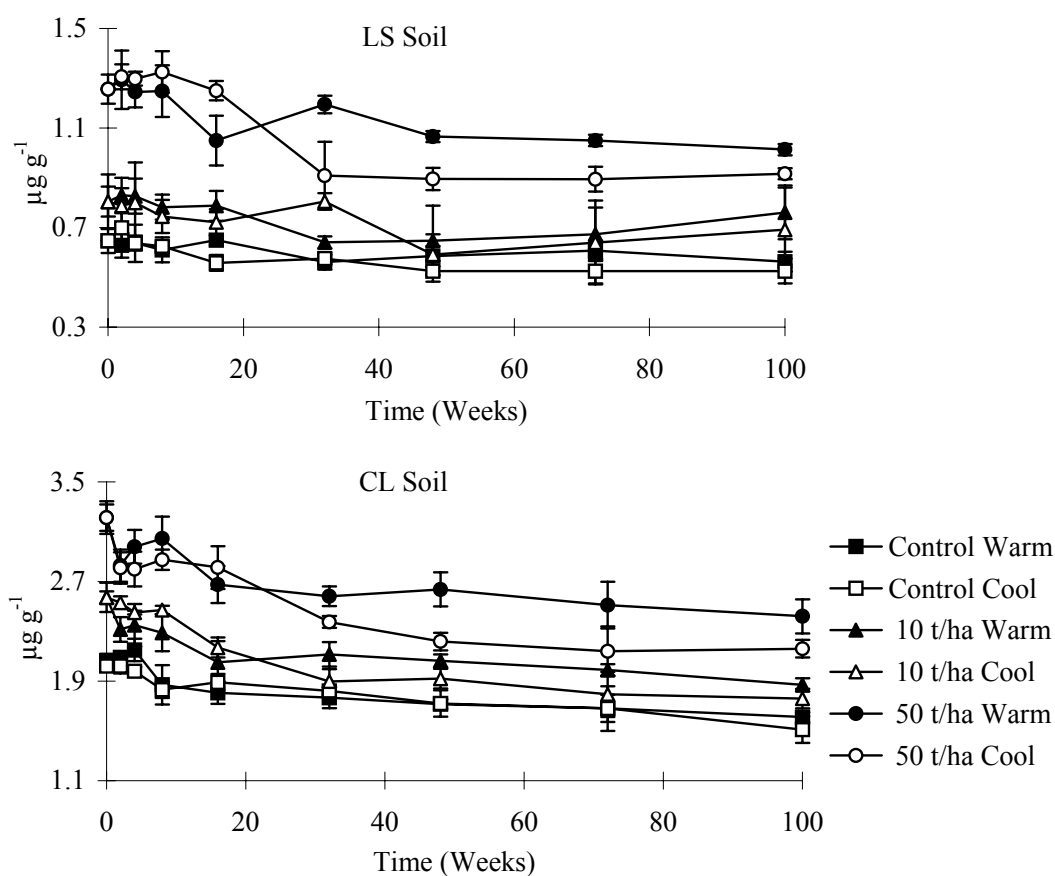 LS Soil
1.5
1.1
0.7
0.3
µg g⁻¹
0 20 40 60 80 100
Time (Weeks)
CL Soil
3.5
2.7
1.9
1.1
µg g⁻¹
0 20 40 60 80 100
Time (Weeks)
Control Warm
Control Cool
10 t/ha Warm
10 t/ha Cool
50 t/ha Warm
50 t/ha Cool